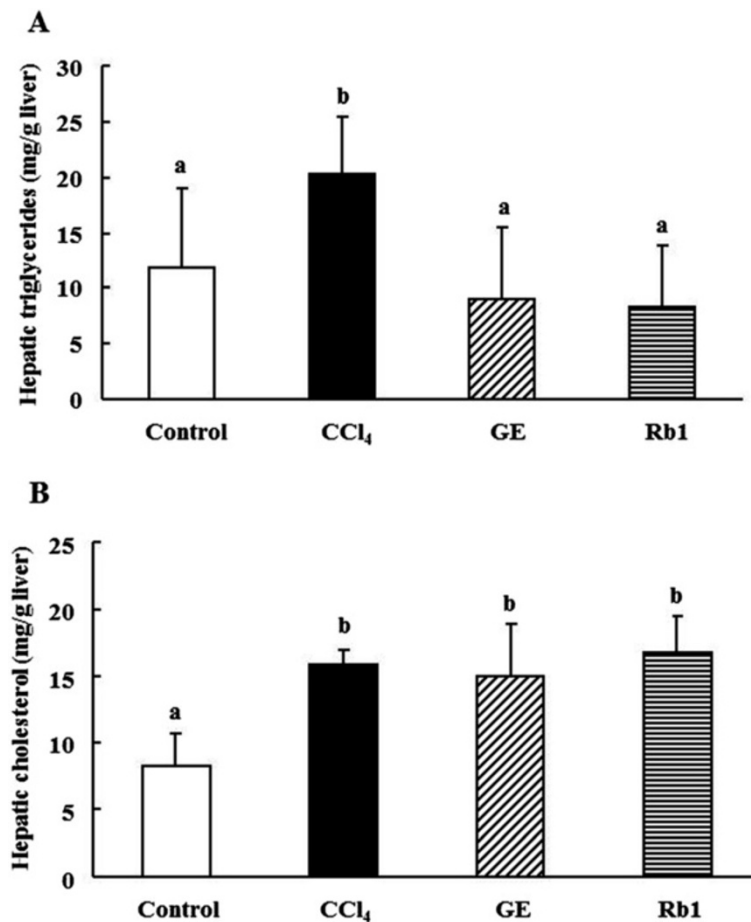 A
Hepatic triglycerides (mg/g liver)
30
25
20
15
10
5
0
a
b
a
a
Control CCl₄ GE Rb1
B
Hepatic cholesterol (mg/g liver)
25
20
15
10
5
0
a
b
b
b
Control CCl₄ GE Rb1